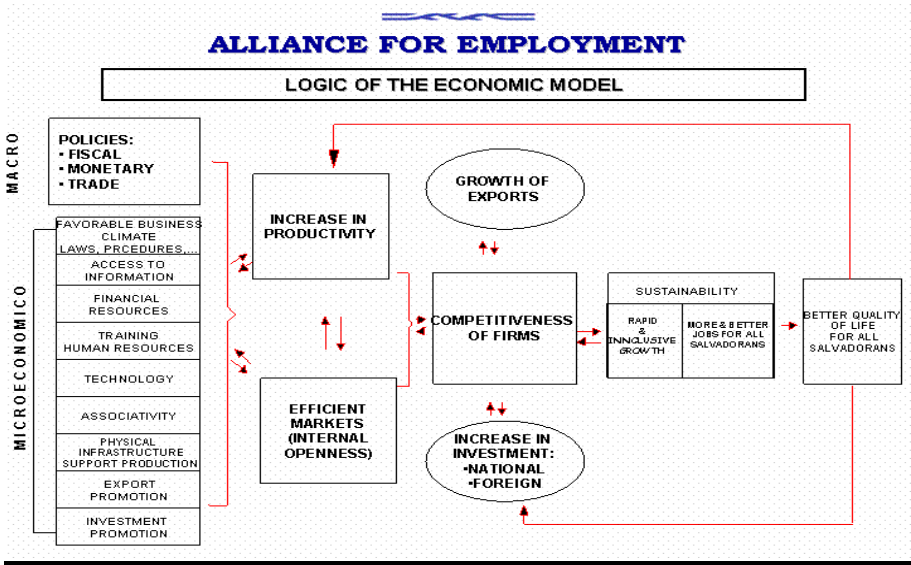 ALLIANCE FOR EMPLOYMENT
LOGIC OF THE ECONOMIC MODEL
MACRO
POLICIES:
▪ FISCAL
▪ MONETARY
▪ TRADE
MICROECONOMICO
FAVORABLE BUSINESS
CLIMATE
LAWS, PRCEDURES,...
ACCESS TO
INFORMATION
FINANCIAL
RESOURCES
TRAINING
HUMAN RESOURCES
TECHNOLOGY
ASSOCIATIVITY
PHYSICAL
INFRASTRUCTURE
SUPPORT PRODUCTION
EXPORT
PROMOTION
INVESTMENT
PROMOTION
INCREASE IN
PRODUCTIVITY
EFFICIENT
MARKETS
(INTERNAL
OPENNESS)
GROWTH OF
EXPORTS
COMPETITIVENESS
OF FIRMS
INCREASE IN
INVESTMENT:
•NATIONAL
•FOREIGN
SUSTAINABILITY
RAPID
&
INNCLUSIVE
GROWTH
MORE & BETTER
JOBS FOR ALL
SALVADORANS
BETTER QUALITY
OF LIFE
FOR ALL
SALVADORANS